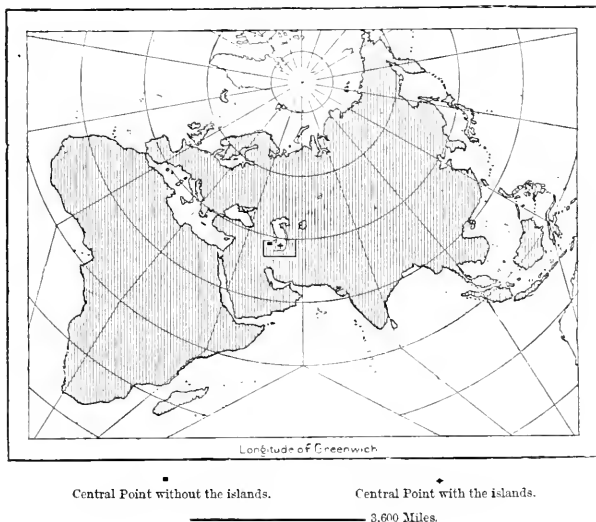 Longitude of Greenwich
Central Point without the islands.
Central Point with the islands.
3,600 Miles.